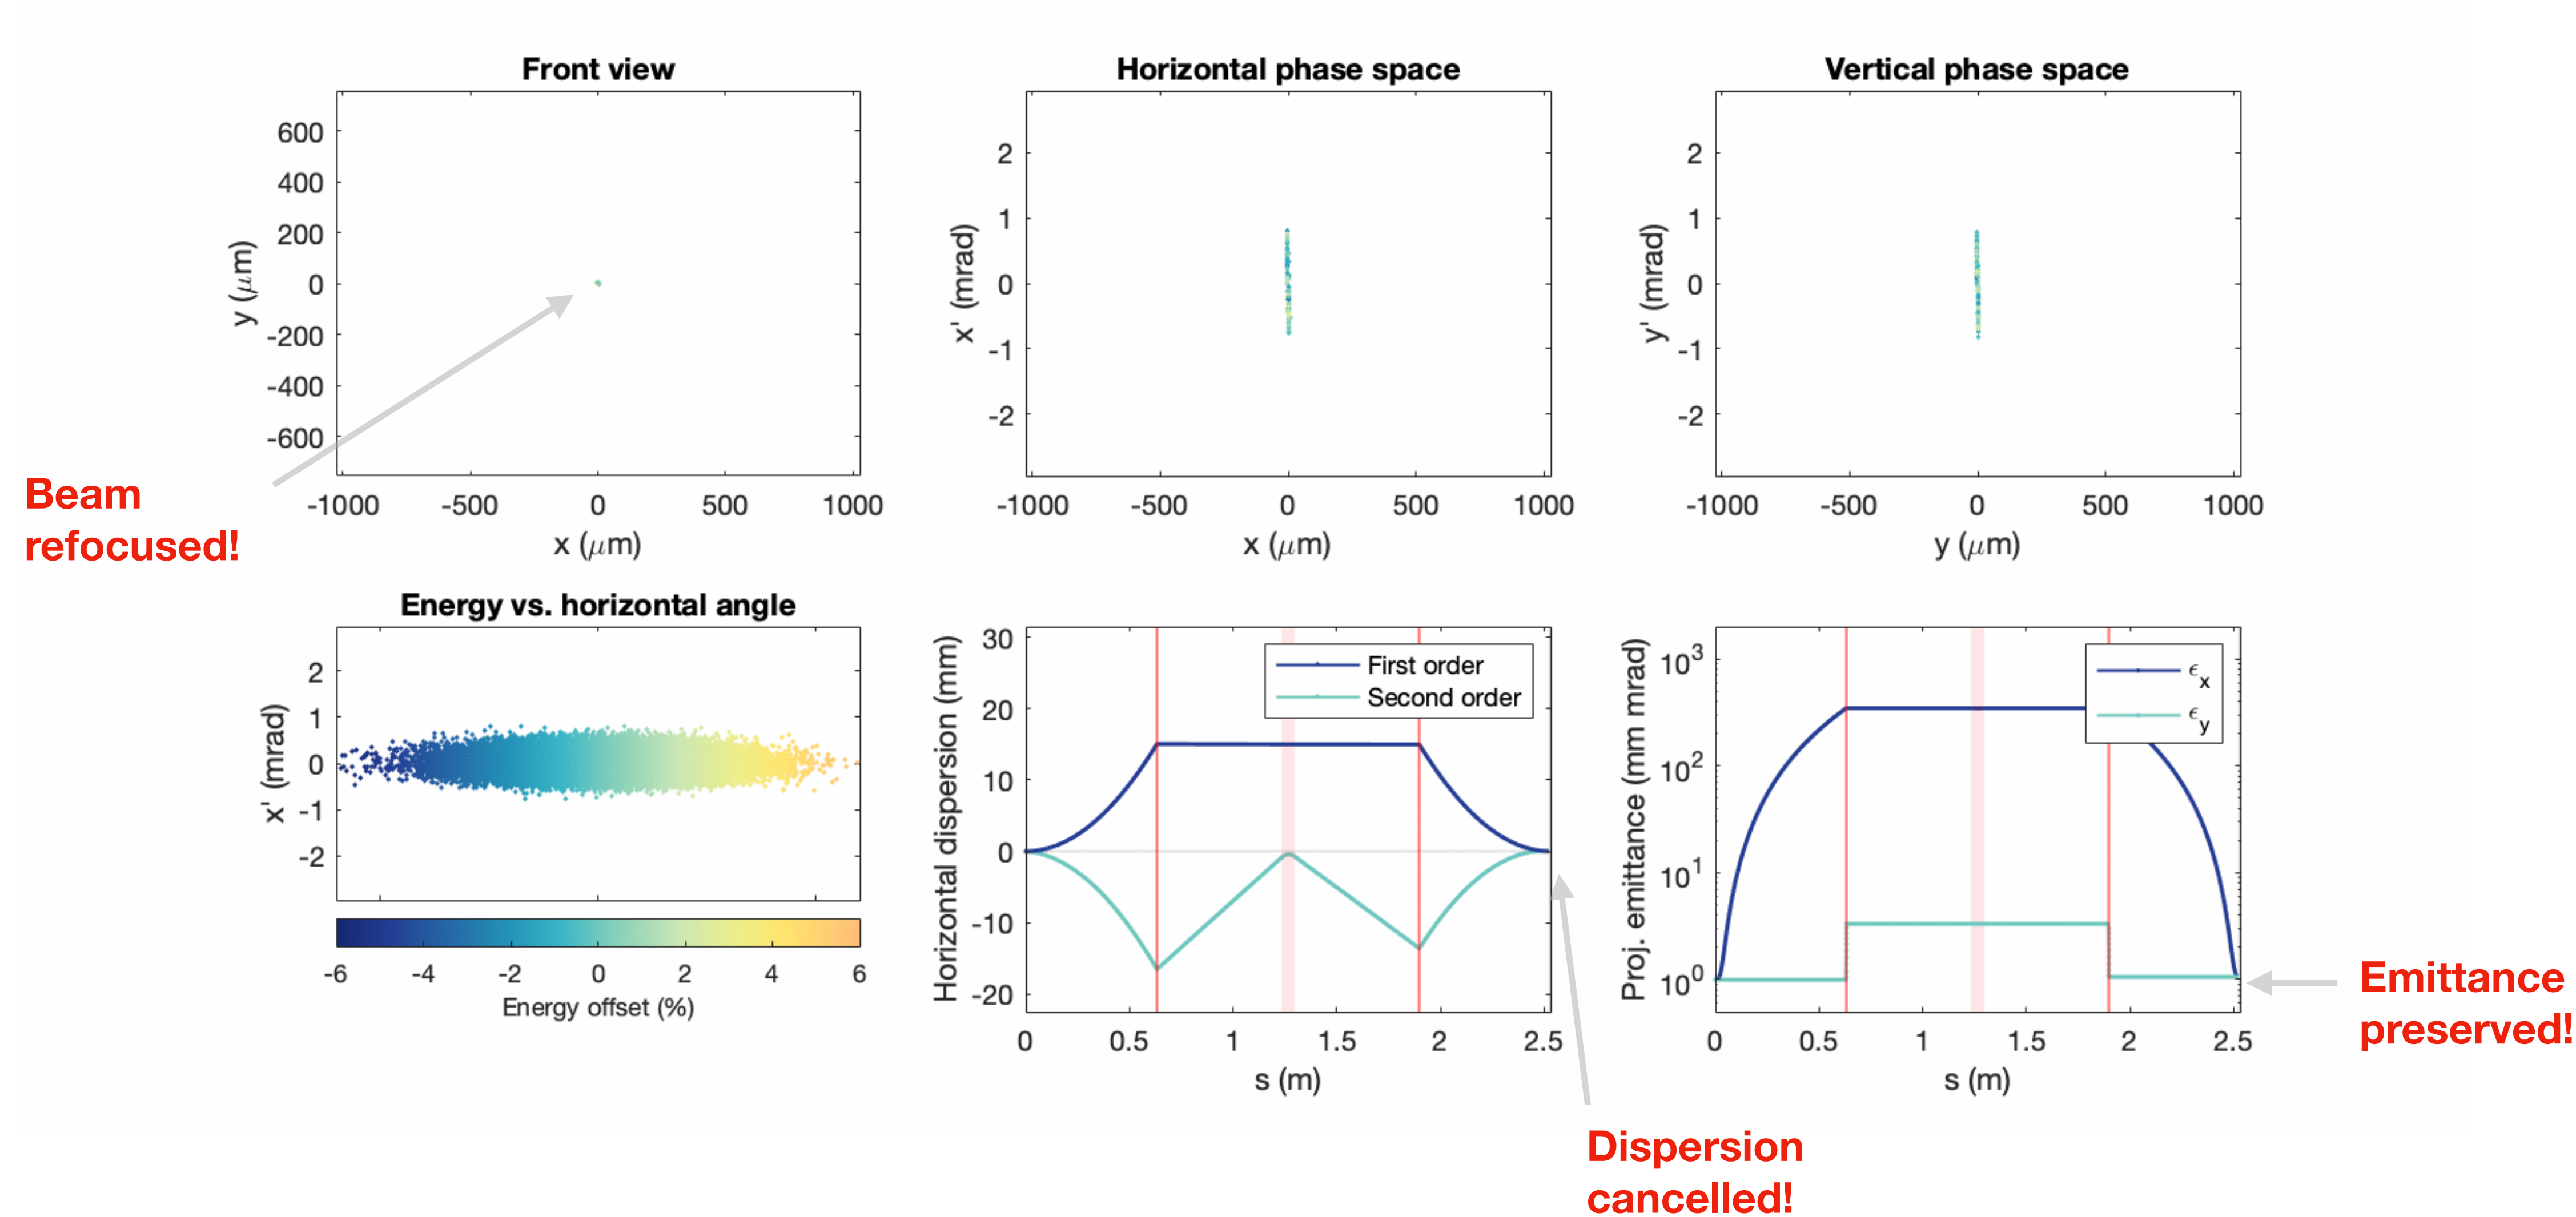 Front view
600
400
200
0
-200
-400
-600
y (μm)
-1000 -500 0 500 1000
x (μm)
Horizontal phase space
2
1
0
-1
-2
x' (mrad)
-1000 -500 0 500 1000
x (μm)
Vertical phase space
2
1
0
-1
-2
y' (mrad)
-1000 -500 0 500 1000
y (μm)
Beam
refocused!
Energy vs. horizontal angle
2
1
0
-1
-2
x' (mrad)
-6 -4 -2 0 2 4 6
Energy offset (%)
30
20
10
0
-10
-20
Horizontal dispersion (mm)
First order
Second order
0 0.5 1 1.5 2 2.5
s (m)
10³
10²
10¹
10⁰
Proj. emittance (mm mrad)
ϵx
ϵy
0 0.5 1 1.5 2 2.5
s (m)
Emittance
preserved!
Dispersion
cancelled!